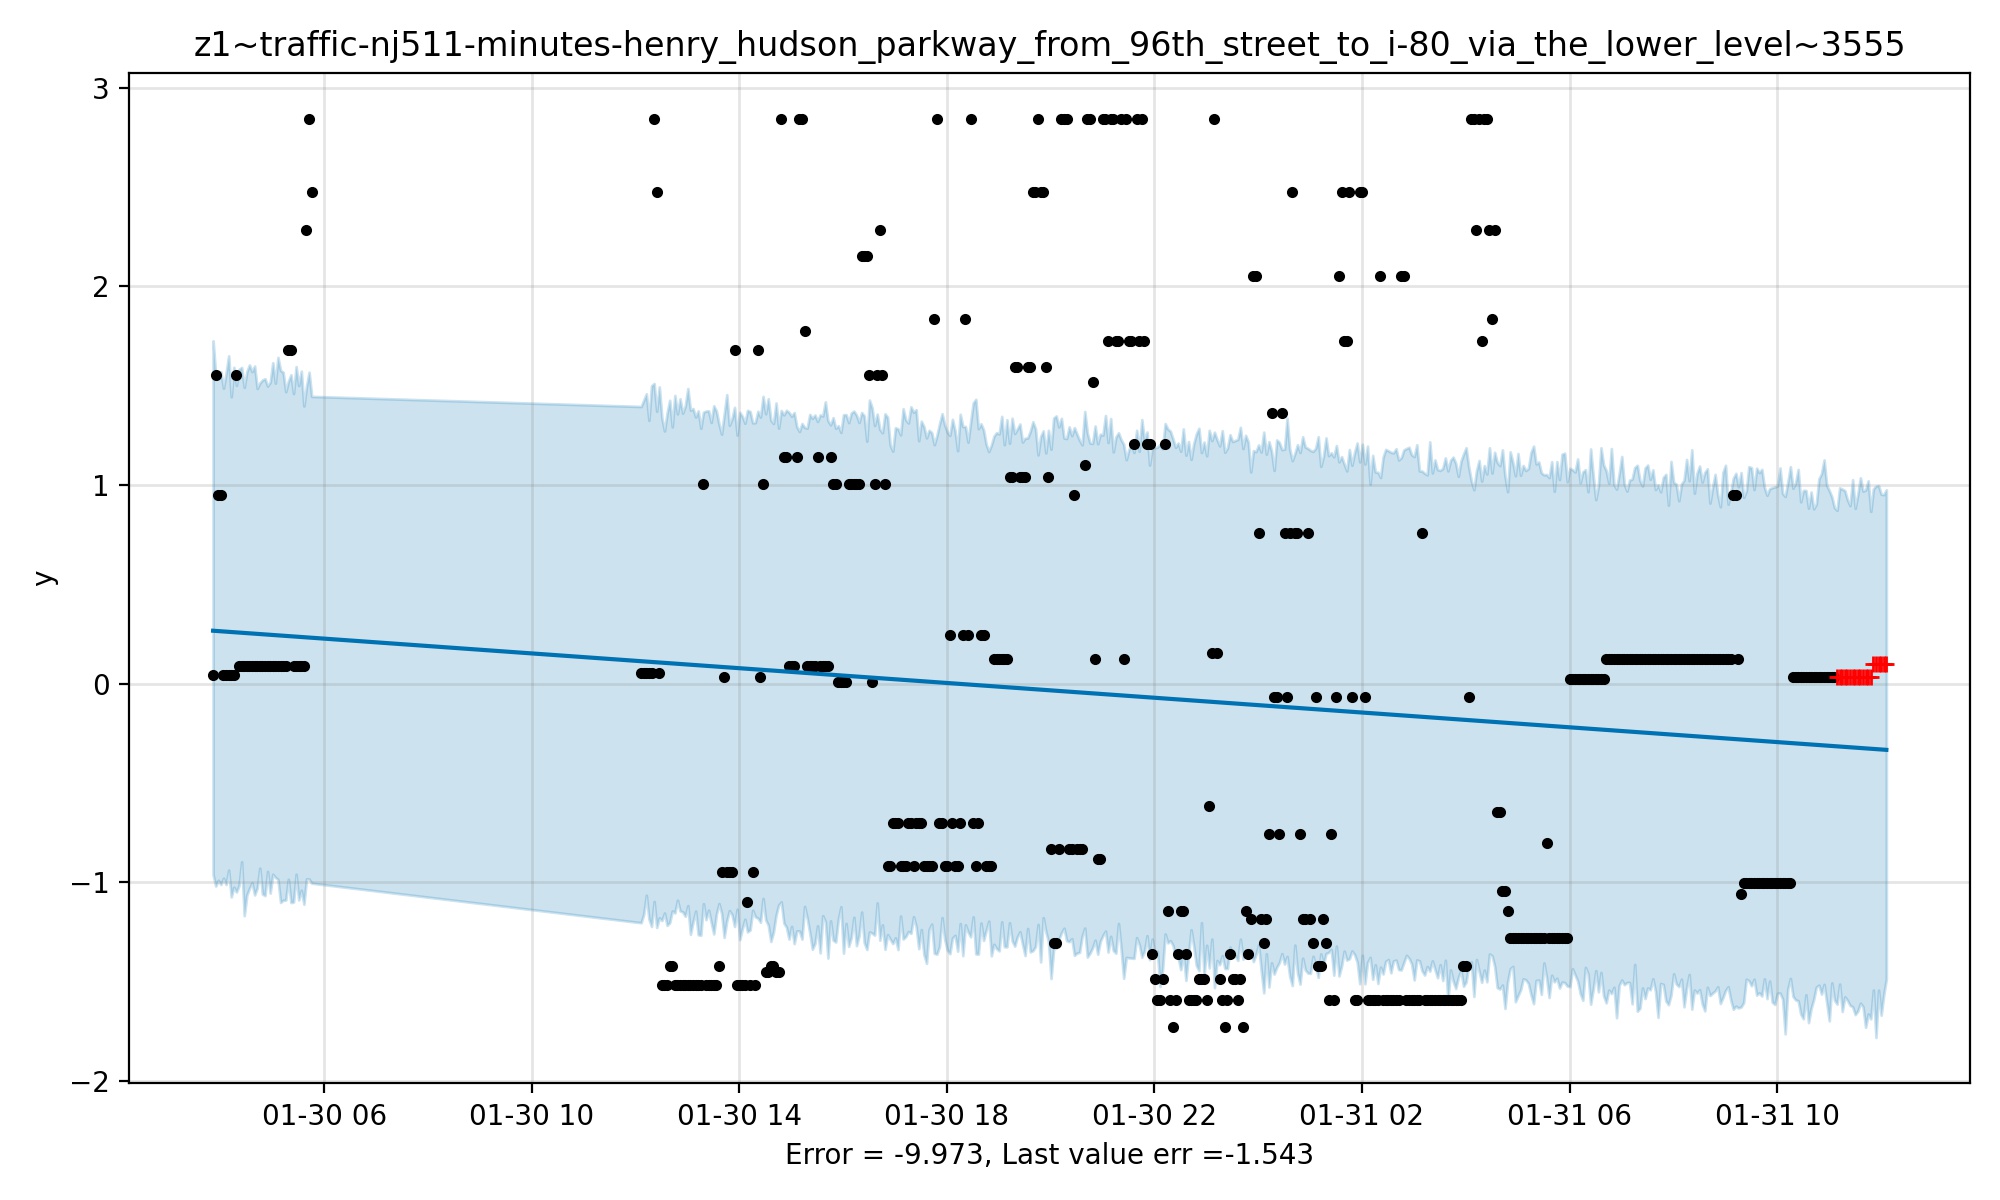 z1~traffic-nj511-minutes-henry_hudson_parkway_from_96th_street_to_i-80_via_the_lower_level~3555
3
2
1
0
−1
−2
y
01-30 06 01-30 10 01-30 14 01-30 18 01-30 22 01-31 02 01-31 06 01-31 10
Error = -9.973, Last value err =-1.543